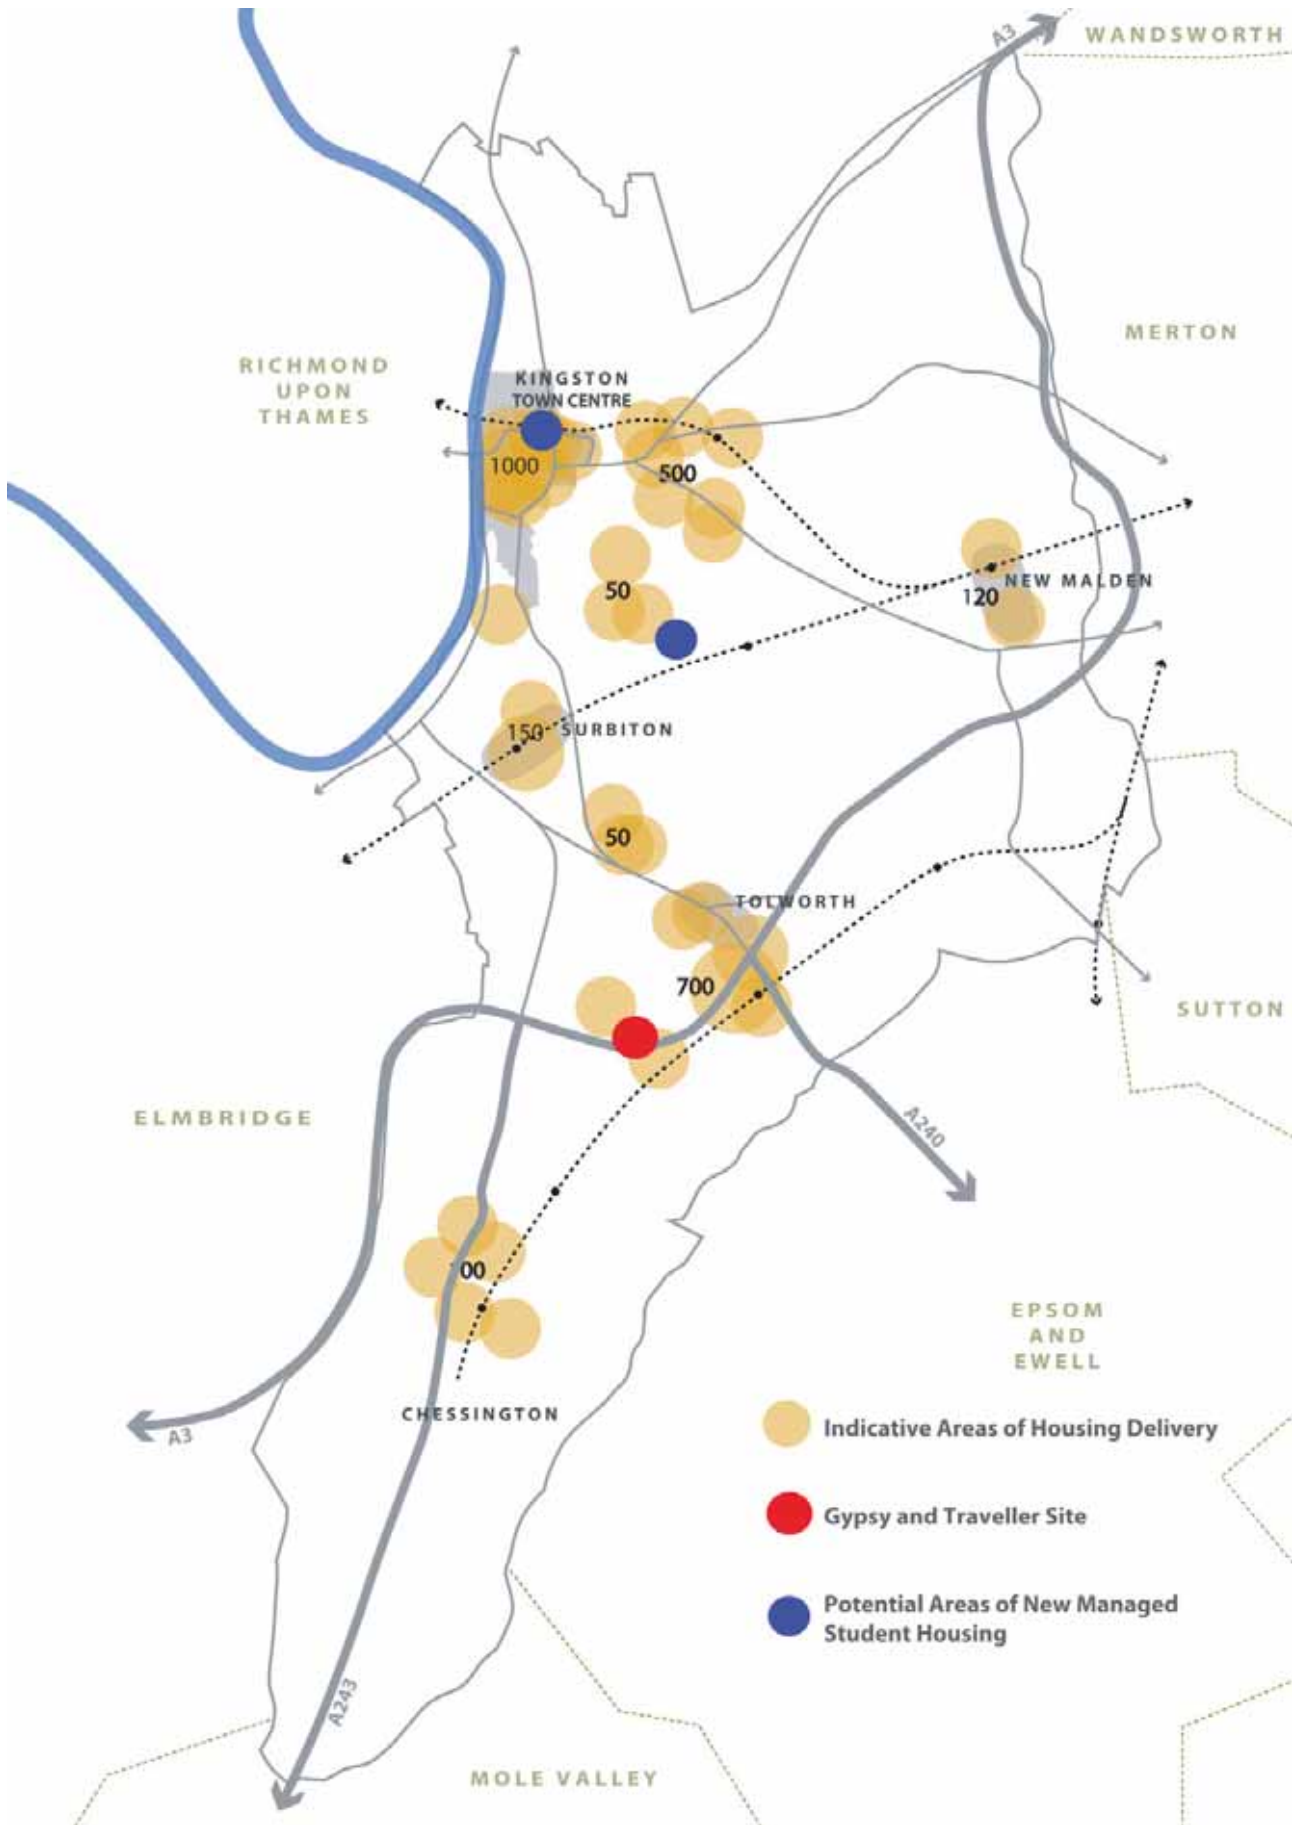 A3
WANDSWORTH
MERTON
RICHMOND
UPON
THAMES
KINGSTON
TOWN CENTRE
1000
500
50
NEW MALDEN
120
150
SURBITON
50
TOLWORTH
700
SUTTON
ELMBRIDGE
A240
00
EPSOM
AND
EWELL
CHESSINGTON
A3
Indicative Areas of Housing Delivery
Gypsy and Traveller Site
Potential Areas of New Managed
Student Housing
A243
MOLE VALLEY